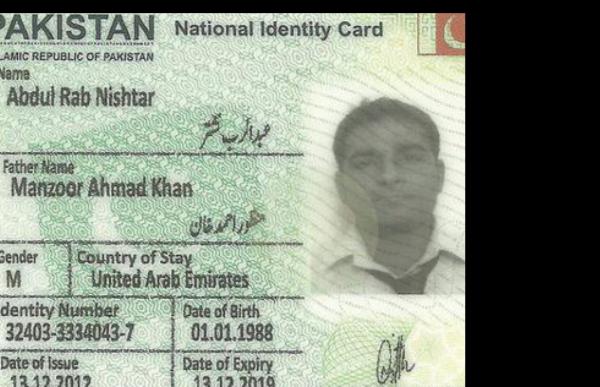 PAKISTAN National Identity Card
ISLAMIC REPUBLIC OF PAKISTAN
Name
Abdul Rab Nishtar
عبدالرب نشتر
Father Name
Manzoor Ahmad Khan
منظور احمد خان
Gender Country of Stay
M United Arab Emirates
Identity Number Date of Birth
32403-3334043-7 01.01.1988
Date of Issue Date of Expiry
13.12.2012 13.12.2019